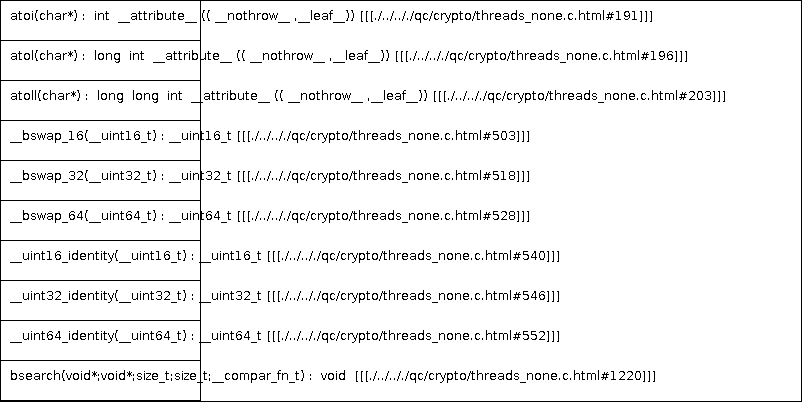 atoi(char*) : int __attribute__ (( __nothrow__ ,__leaf__)) [[[./../.././qc/crypto/threads_none.c.html#191]]]
atol(char*) : long int __attribute__ (( __nothrow__ ,__leaf__)) [[[./../.././qc/crypto/threads_none.c.html#196]]]
atoll(char*) : long long int __attribute__ (( __nothrow__ ,__leaf__)) [[[./../.././qc/crypto/threads_none.c.html#203]]]
__bswap_16(__uint16_t) : __uint16_t [[[./../.././qc/crypto/threads_none.c.html#503]]]
__bswap_32(__uint32_t) : __uint32_t [[[./../.././qc/crypto/threads_none.c.html#518]]]
__bswap_64(__uint64_t) : __uint64_t [[[./../.././qc/crypto/threads_none.c.html#528]]]
__uint16_identity(__uint16_t) : __uint16_t [[[./../.././qc/crypto/threads_none.c.html#540]]]
__uint32_identity(__uint32_t) : __uint32_t [[[./../.././qc/crypto/threads_none.c.html#546]]]
__uint64_identity(__uint64_t) : __uint64_t [[[./../.././qc/crypto/threads_none.c.html#552]]]
bsearch(void*;void*;size_t;size_t;__compar_fn_t) : void [[[./../.././qc/crypto/threads_none.c.html#1220]]]